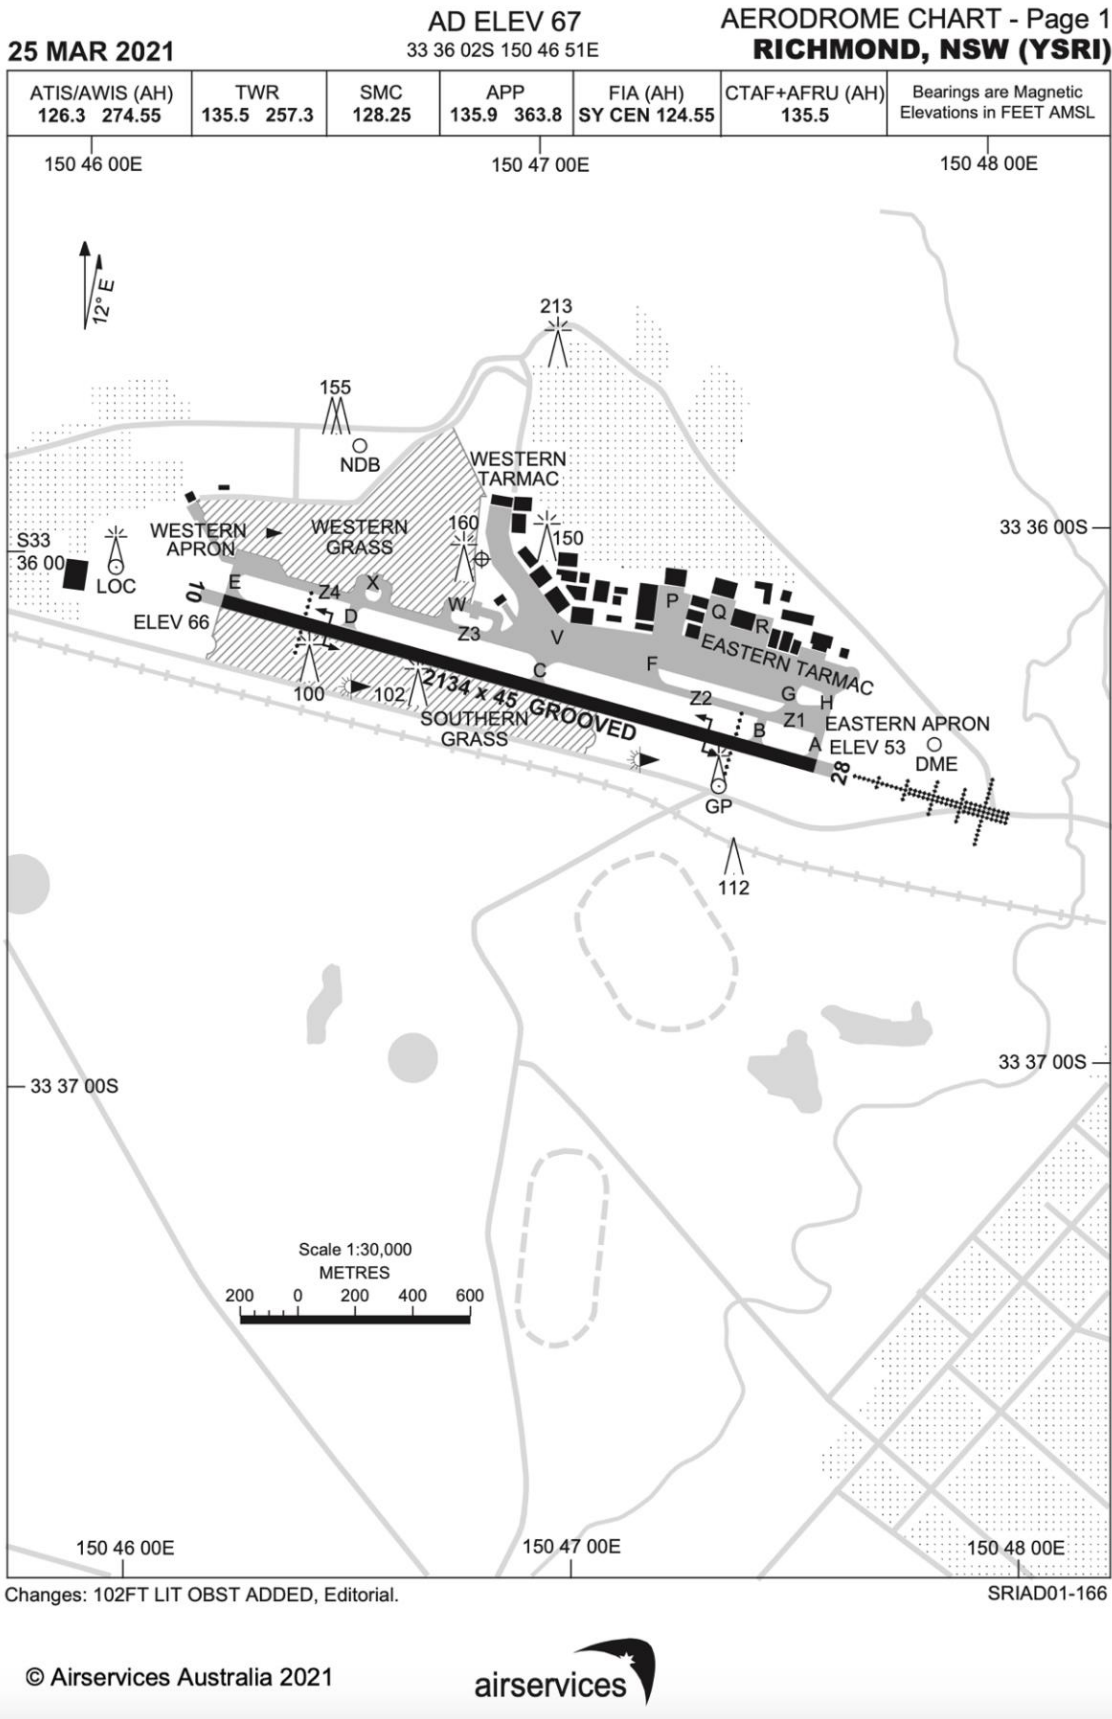 AD ELEV 67
33 36 02S 150 46 51E
AERODROME CHART - Page 1
25 MAR 2021
RICHMOND, NSW (YSRI)
ATIS/AWIS (AH)
126.3 274.55
TWR
135.5 257.3
SMC
128.25
APP
135.9 363.8
FIA (AH)
SY CEN 124.55
CTAF+AFRU (AH)
135.5
Bearings are Magnetic
Elevations in FEET AMSL
150 46 00E
150 47 00E
150 48 00E
12° E
213
155
NDB
WESTERN
TARMAC
S33
36 00
33 36 00S
WESTERN
APRON
WESTERN
GRASS
160
150
LOC
E
Z4
X
D
W
Z3
V
C
F
P
Q
R
EASTERN TARMAC
10
ELEV 66
100
102
2134 x 45 GROOVED
SOUTHERN
GRASS
Z2
G
H
Z1
B
A
EASTERN APRON
ELEV 53
28
DME
GP
112
33 37 00S
33 37 00S
Scale 1:30,000
METRES
200 0 200 400 600
150 46 00E
150 47 00E
150 48 00E
Changes: 102FT LIT OBST ADDED, Editorial.
SRIAD01-166
© Airservices Australia 2021
airservices